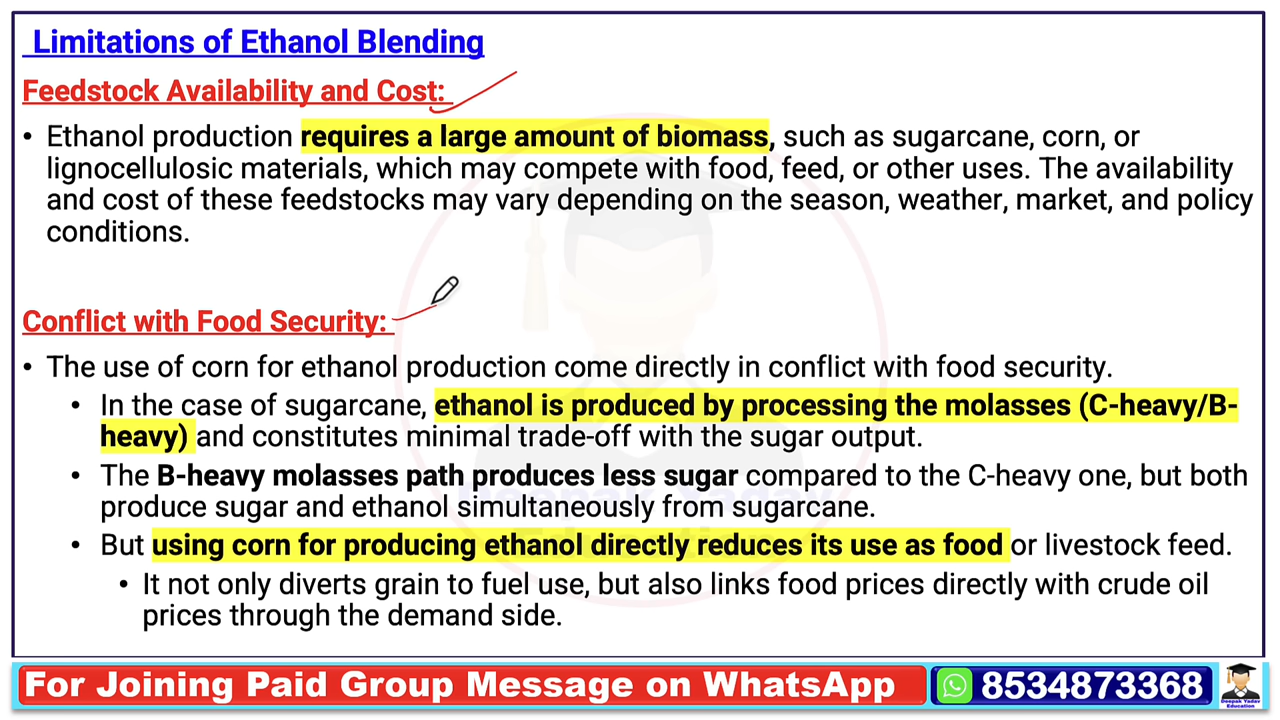 Limitations of Ethanol Blending
Feedstock Availability and Cost:
• Ethanol production requires a large amount of biomass, such as sugarcane, corn, or
lignocellulosic materials, which may compete with food, feed, or other uses. The availability
and cost of these feedstocks may vary depending on the season, weather, market, and policy
conditions.
Conflict with Food Security:
• The use of corn for ethanol production come directly in conflict with food security.
• In the case of sugarcane, ethanol is produced by processing the molasses (C-heavy/B-
heavy) and constitutes minimal trade-off with the sugar output.
• The B-heavy molasses path produces less sugar compared to the C-heavy one, but both
produce sugar and ethanol simultaneously from sugarcane.
• But using corn for producing ethanol directly reduces its use as food or livestock feed.
• It not only diverts grain to fuel use, but also links food prices directly with crude oil
prices through the demand side.
For Joining Paid Group Message on WhatsApp
8534873368
Deepak Yadav
Education